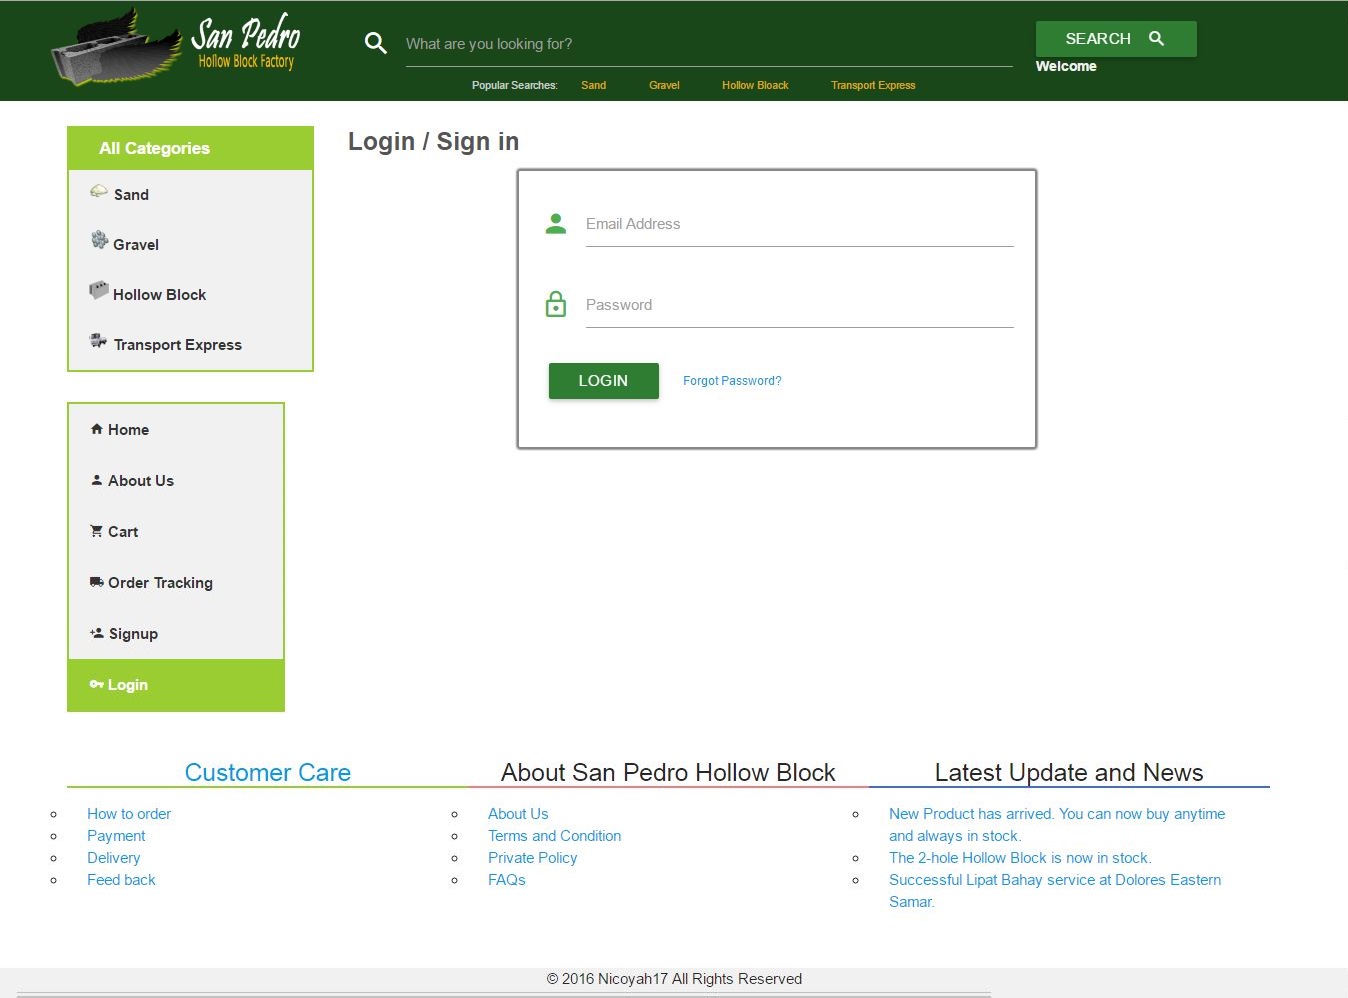 San Pedro
Hollow Block Factory
What are you looking for?
SEARCH
Welcome
Popular Searches: Sand Gravel Hollow Bloack Transport Express
All Categories
Sand
Gravel
Hollow Block
Transport Express
Home
About Us
Cart
Order Tracking
Signup
Login
Login / Sign in
Email Address
Password
LOGIN Forgot Password?
Customer Care
How to order
Payment
Delivery
Feed back
About San Pedro Hollow Block
About Us
Terms and Condition
Private Policy
FAQs
Latest Update and News
New Product has arrived. You can now buy anytime
and always in stock.
The 2-hole Hollow Block is now in stock.
Successful Lipat Bahay service at Dolores Eastern
Samar.
© 2016 Nicoyah17 All Rights Reserved